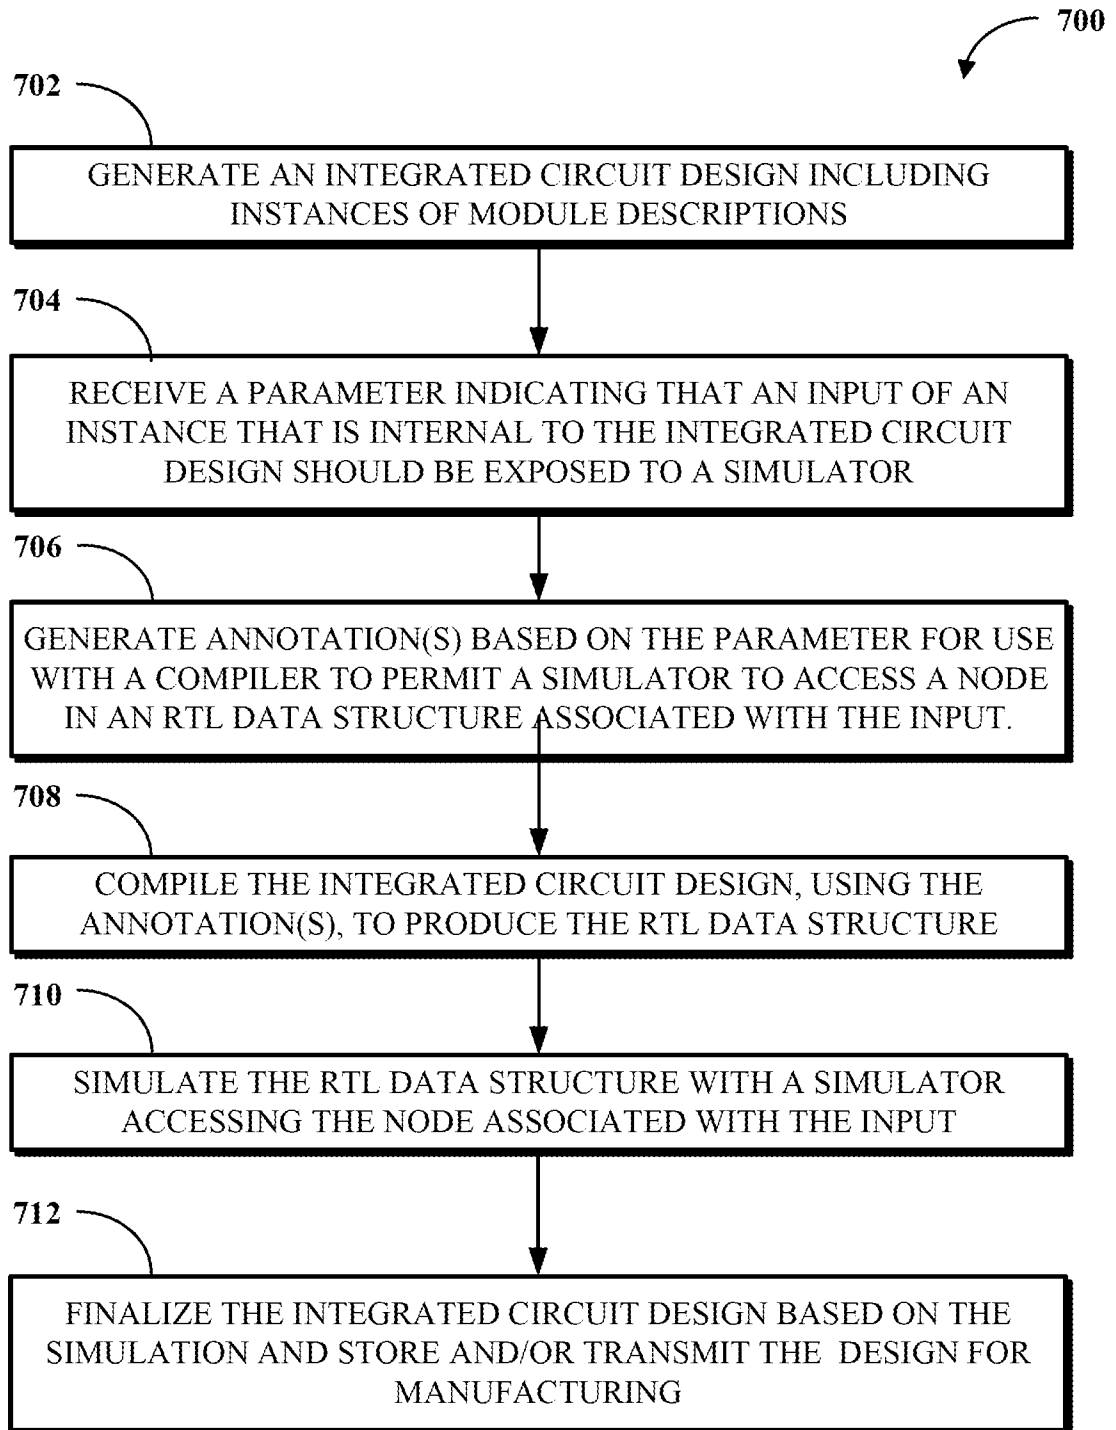 700
702
GENERATE AN INTEGRATED CIRCUIT DESIGN INCLUDING
INSTANCES OF MODULE DESCRIPTIONS
704
RECEIVE A PARAMETER INDICATING THAT AN INPUT OF AN
INSTANCE THAT IS INTERNAL TO THE INTEGRATED CIRCUIT
DESIGN SHOULD BE EXPOSED TO A SIMULATOR
706
GENERATE ANNOTATION(S) BASED ON THE PARAMETER FOR USE
WITH A COMPILER TO PERMIT A SIMULATOR TO ACCESS A NODE
IN AN RTL DATA STRUCTURE ASSOCIATED WITH THE INPUT.
708
COMPILE THE INTEGRATED CIRCUIT DESIGN, USING THE
ANNOTATION(S), TO PRODUCE THE RTL DATA STRUCTURE
710
SIMULATE THE RTL DATA STRUCTURE WITH A SIMULATOR
ACCESSING THE NODE ASSOCIATED WITH THE INPUT
712
FINALIZE THE INTEGRATED CIRCUIT DESIGN BASED ON THE
SIMULATION AND STORE AND/OR TRANSMIT THE DESIGN FOR
MANUFACTURING